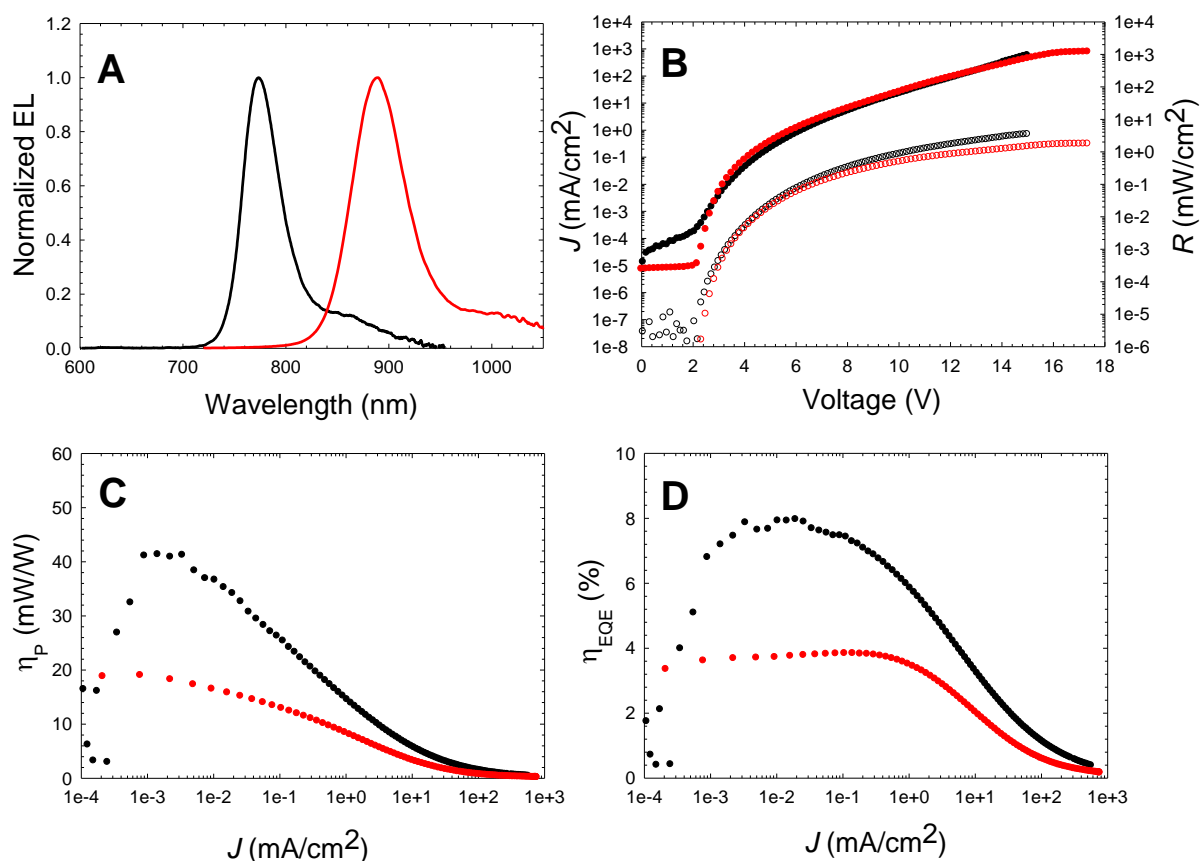 A
1.2
1.0
0.8
0.6
0.4
0.2
0.0
Normalized EL
600 700 800 900 1000
Wavelength (nm)
B
1e+4
1e+3
1e+2
1e+1
1e+0
1e-1
1e-2
1e-3
1e-4
1e-5
1e-6
1e-7
1e-8
J (mA/cm2)
1e+4
1e+3
1e+2
1e+1
1e+0
1e-1
1e-2
1e-3
1e-4
1e-5
1e-6
R (mW/cm2)
0 2 4 6 8 10 12 14 16 18
Voltage (V)
C
60
50
40
30
20
10
0
ηP (mW/W)
1e-4 1e-3 1e-2 1e-1 1e+0 1e+1 1e+2 1e+3
J (mA/cm2)
D
10
8
6
4
2
0
ηEQE (%)
1e-4 1e-3 1e-2 1e-1 1e+0 1e+1 1e+2 1e+3
J (mA/cm2)